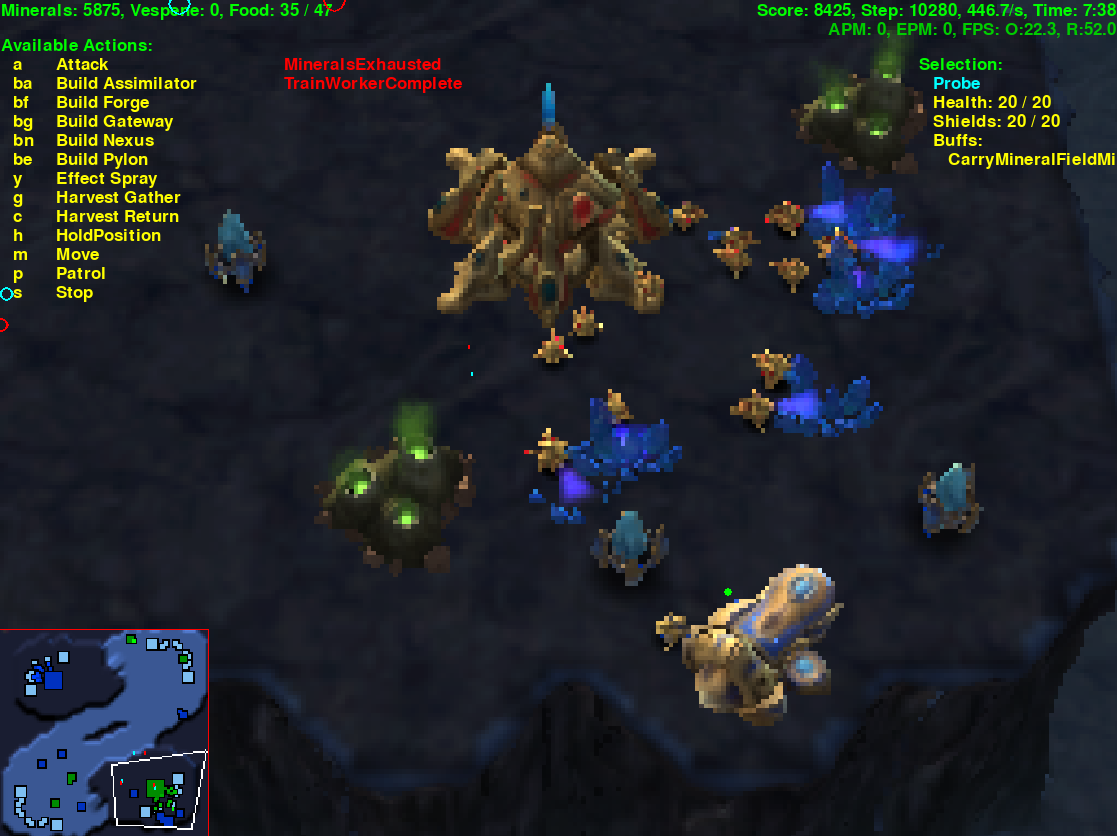 Minerals: 5875, Vespene: 0, Food: 35 / 47
Score: 8425, Step: 10280, 446.7/s, Time: 7:38
APM: 0, EPM: 0, FPS: O:22.3, R:52.0
Available Actions:
a Attack
ba Build Assimilator
bf Build Forge
bg Build Gateway
bn Build Nexus
be Build Pylon
y Effect Spray
g Harvest Gather
c Harvest Return
h HoldPosition
m Move
p Patrol
s Stop
MineralsExhausted
TrainWorkerComplete
Selection:
Probe
Health: 20 / 20
Shields: 20 / 20
Buffs:
CarryMineralFieldMi